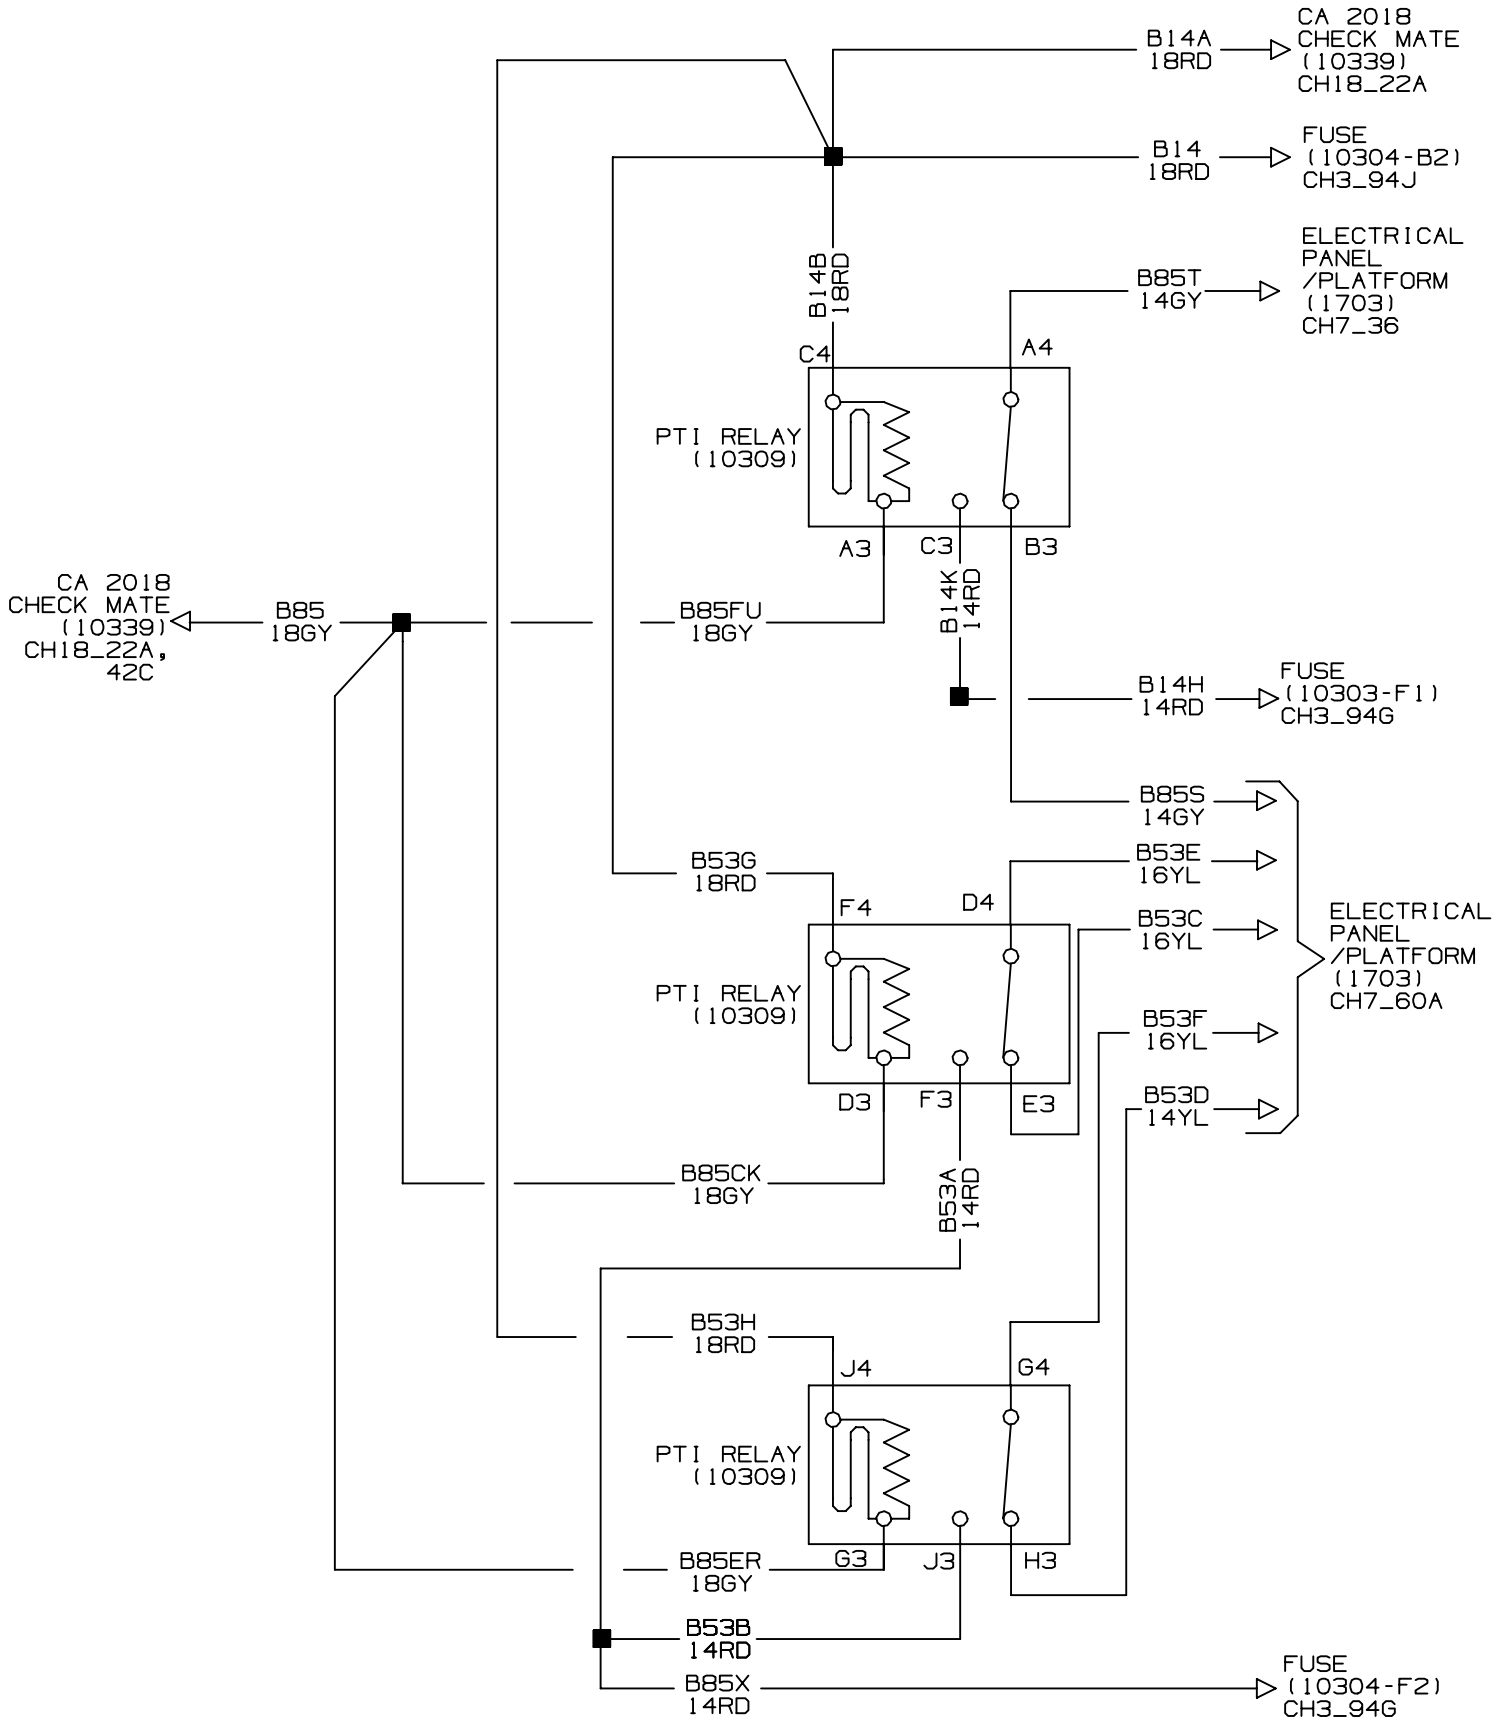 B14A
18RD
CA 2018
CHECK MATE
(10339)
CH18_22A
B14
18RD
FUSE
(10304-B2)
CH3_94J
B14B
18RD
B85T
14GY
ELECTRICAL
PANEL
/PLATFORM
(1703)
CH7_36
C4
A4
PTI RELAY
(10309)
A3
C3
B3
CA 2018
CHECK MATE
(10339)
CH18_22A,
42C
B85
18GY
B85FU
18GY
B14K
14RD
B14H
14RD
FUSE
(10303-F1)
CH3_94G
B85S
14GY
B53G
18RD
B53E
16YL
F4
D4
B53C
16YL
ELECTRICAL
PANEL
/PLATFORM
(1703)
CH7_60A
PTI RELAY
(10309)
B53F
16YL
D3
F3
E3
B53D
14YL
B85CK
18GY
B53A
14RD
B53H
18RD
J4
G4
PTI RELAY
(10309)
G3
J3
H3
B85ER
18GY
B53B
14RD
B85X
14RD
FUSE
(10304-F2)
CH3_94G